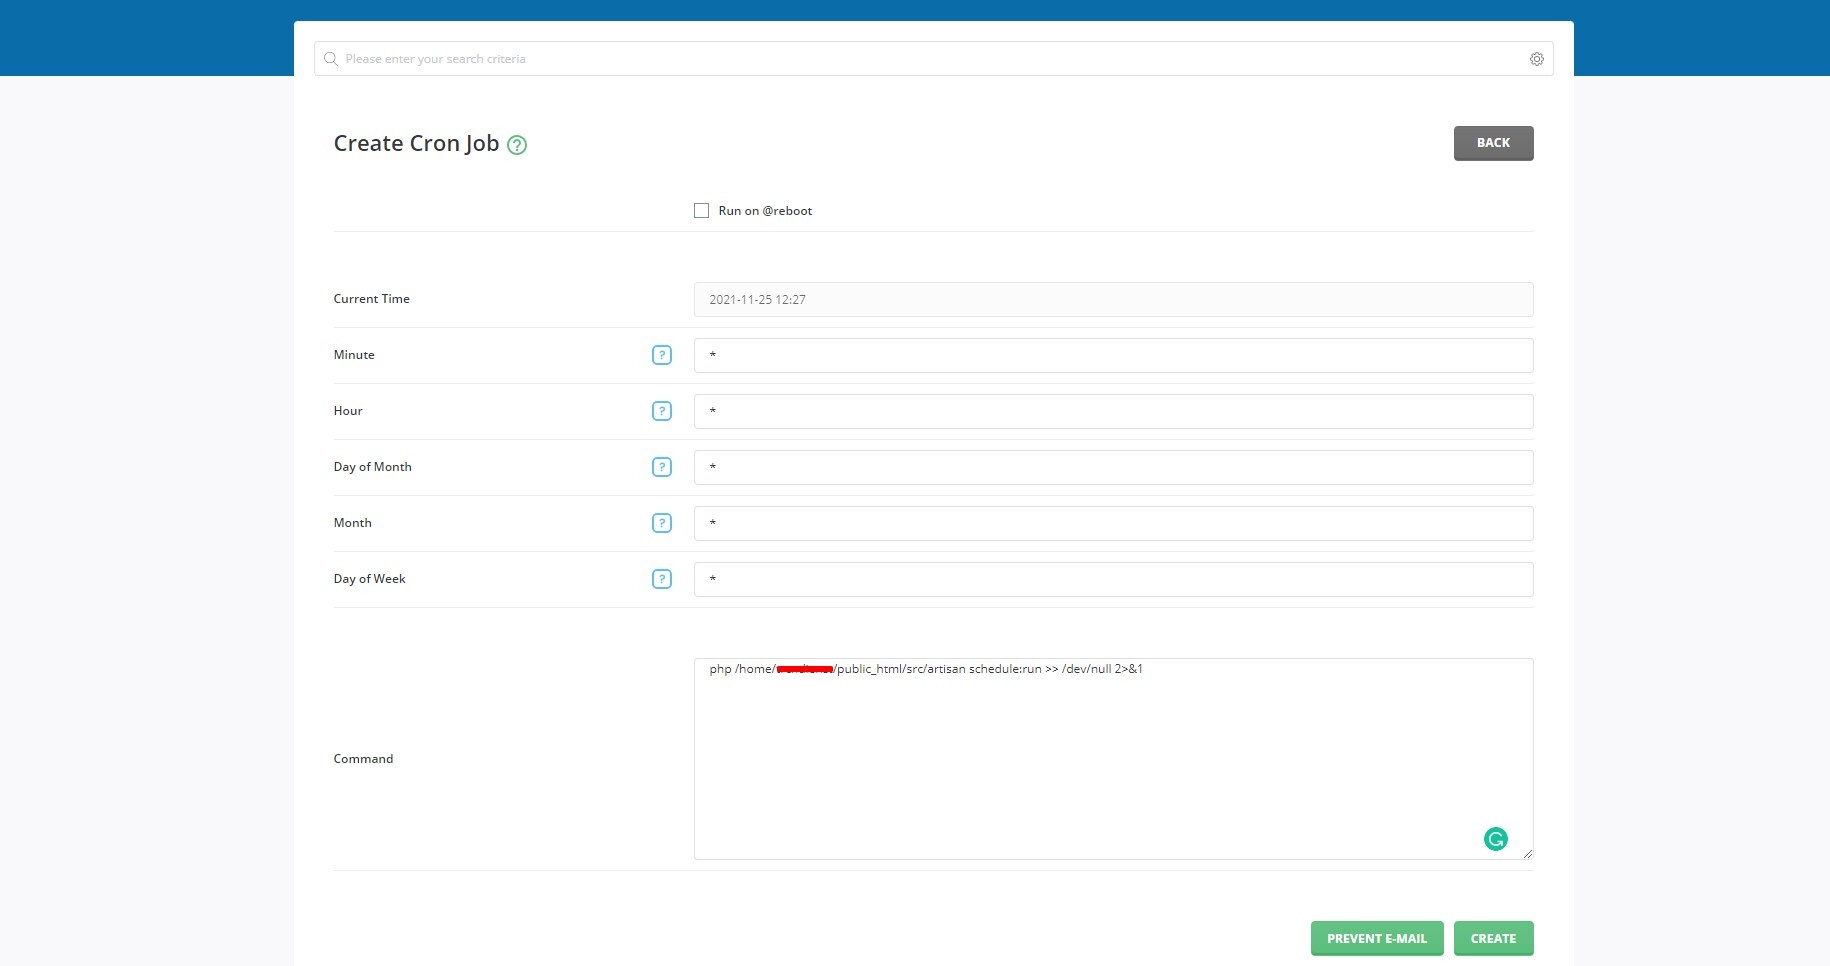 Please enter your search criteria
Create Cron Job ?
BACK
Run on @reboot
Current Time
2021-11-25 12:27
Minute ? *
Hour ? *
Day of Month ? *
Month ? *
Day of Week ? *
php /home/ /public_html/src/artisan schedule:run >> /dev/null 2>&1
Command
PREVENT E-MAIL CREATE